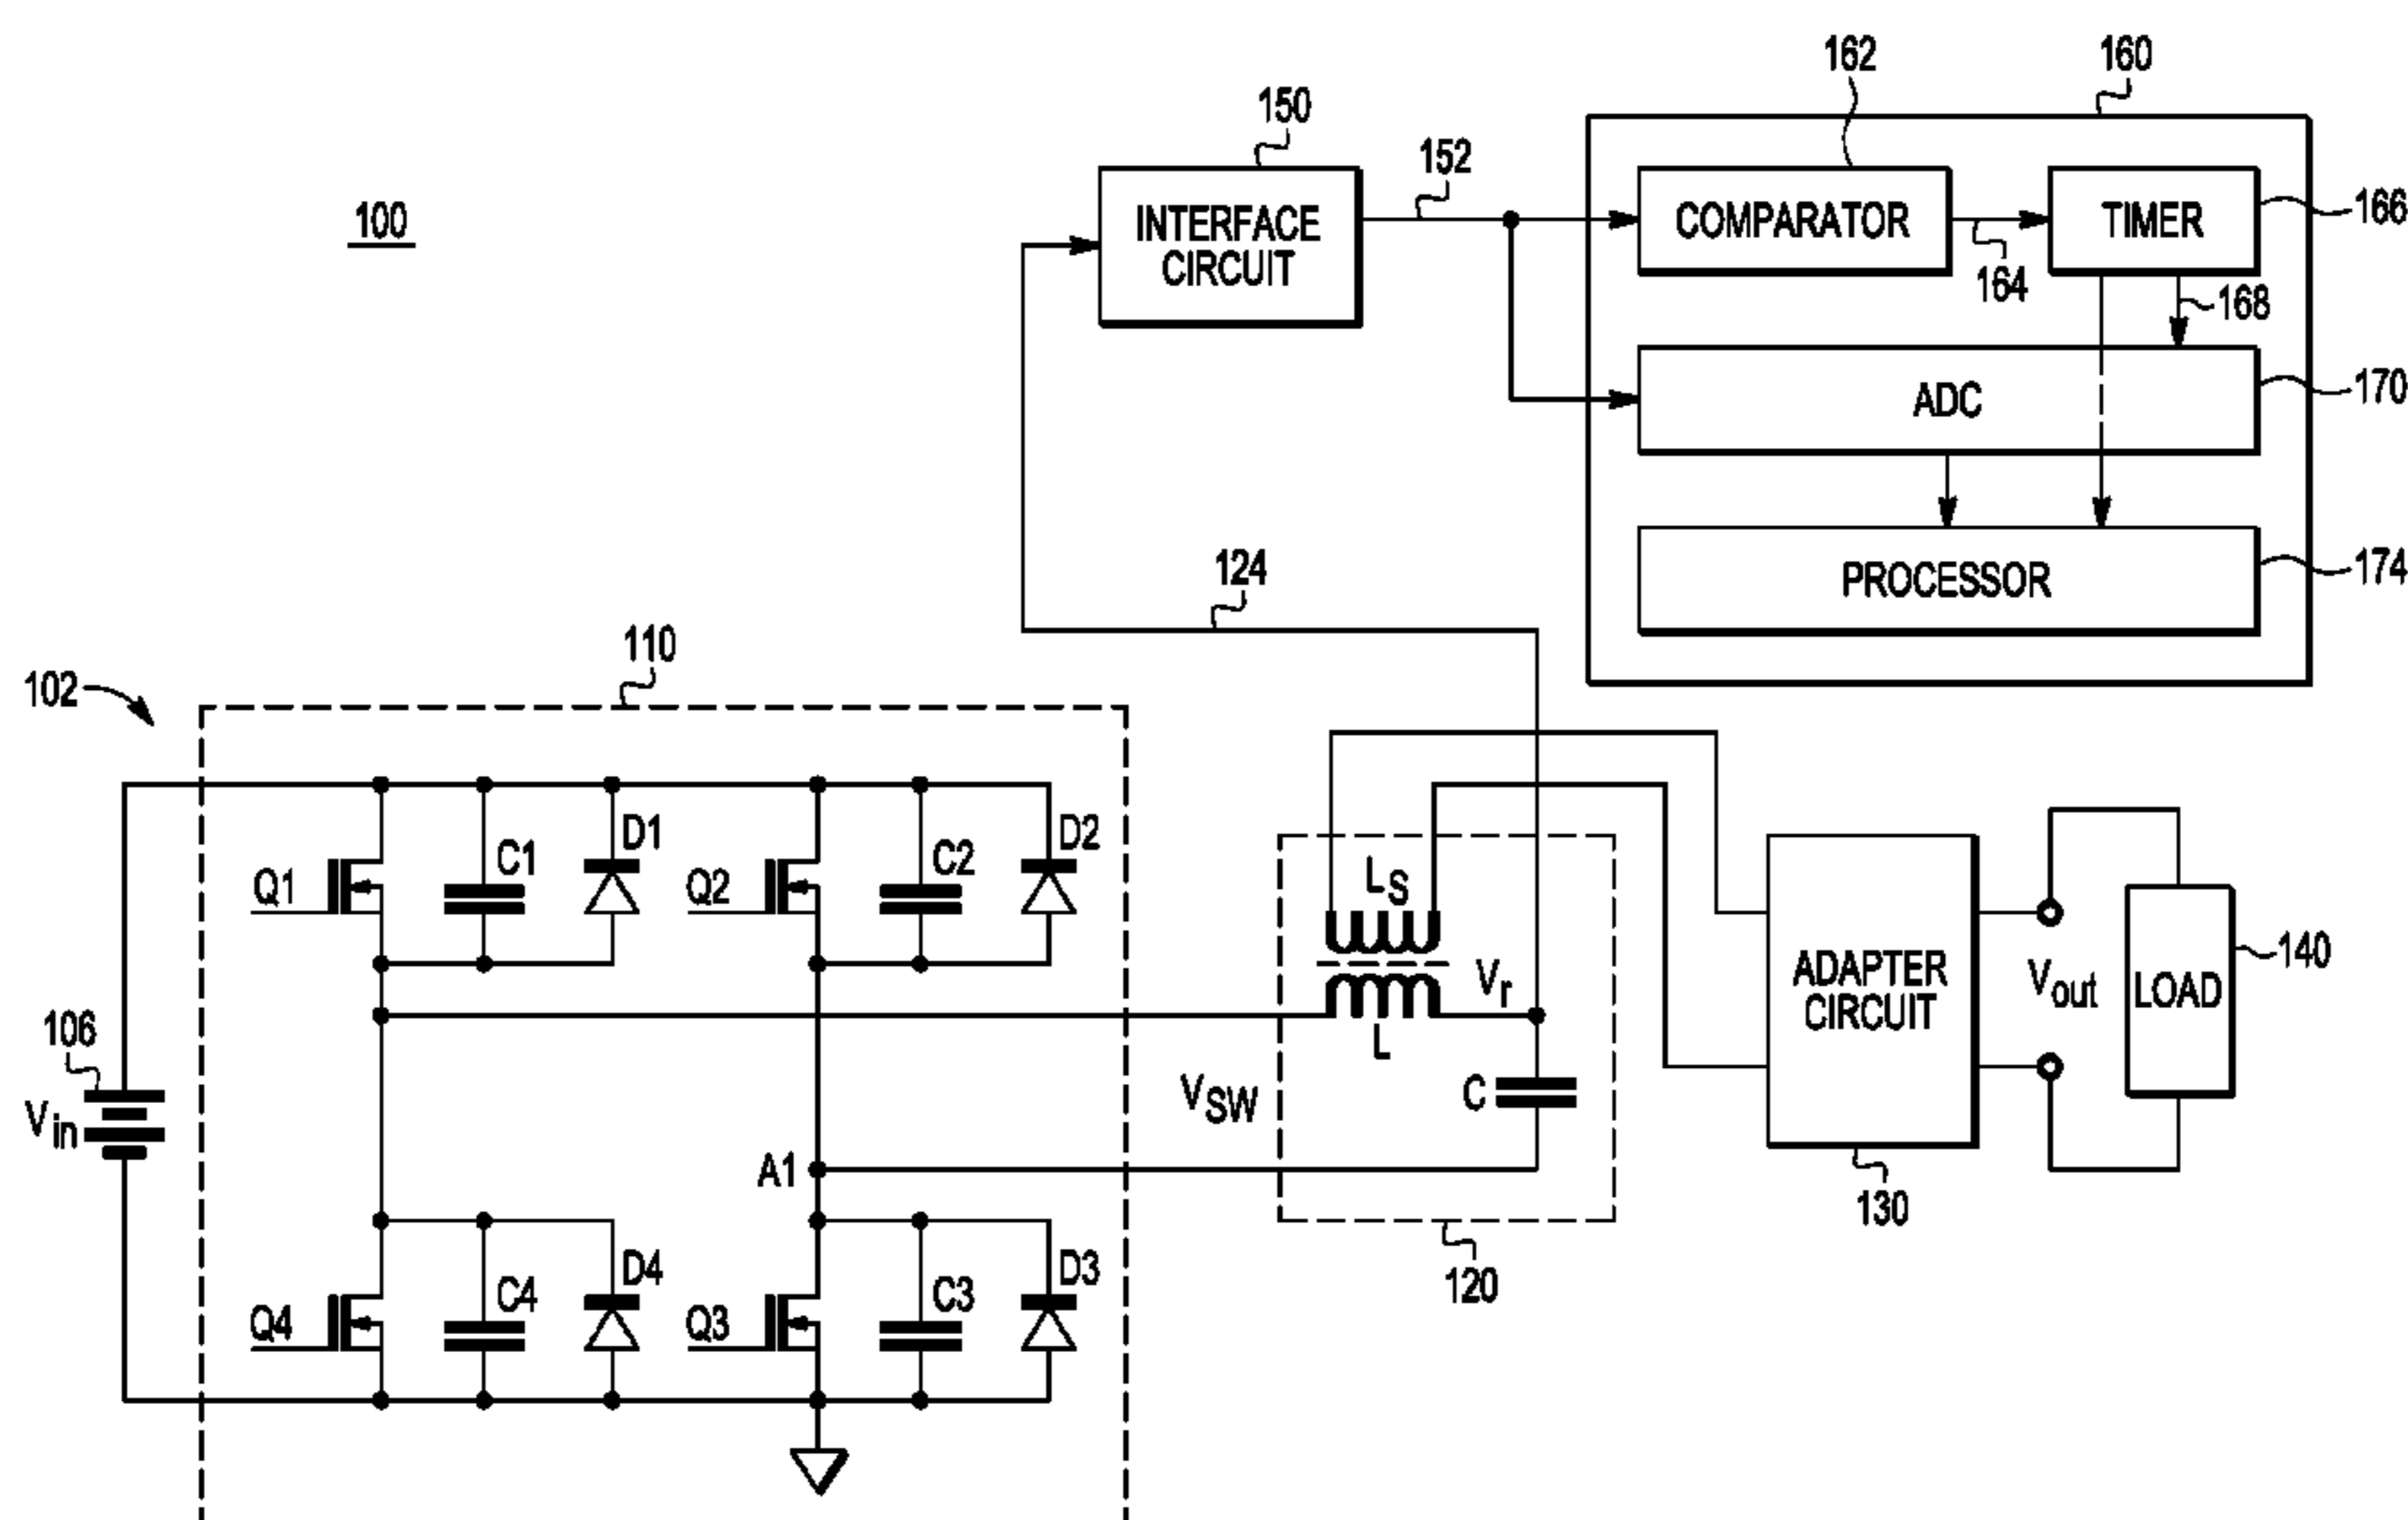 162
160
150
152
100
INTERFACE
CIRCUIT
COMPARATOR
TIMER
166
164
168
ADC
170
124
PROCESSOR
174
110
102
Q1
C1
D1
Q2
C2
D2
LS
Vr
L
ADAPTER
CIRCUIT
Vout
LOAD
140
106
Vin
VSW
C
A1
130
Q4
C4
D4
Q3
C3
D3
120